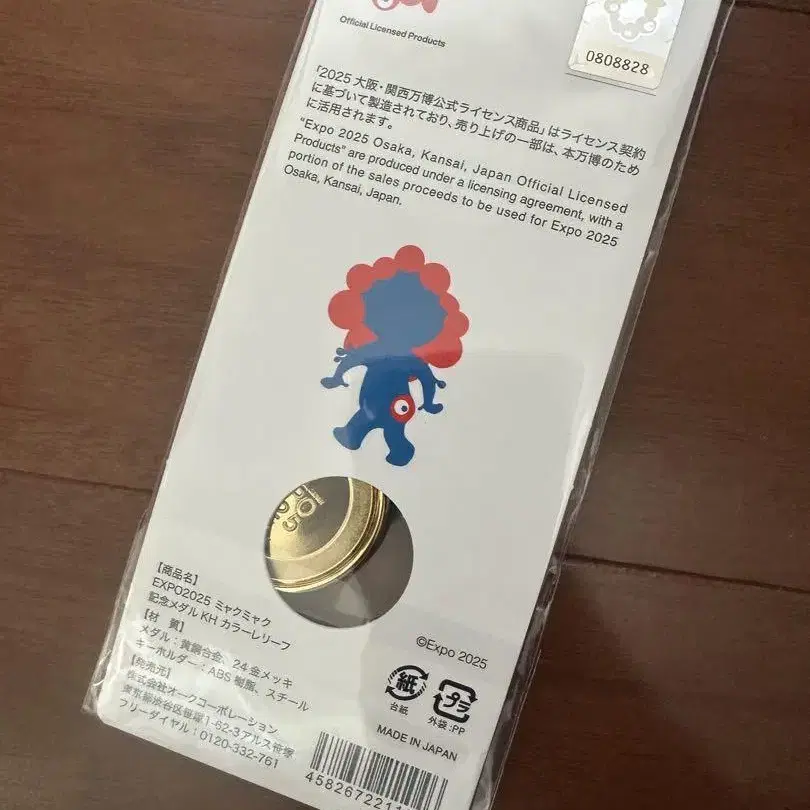 Official Licensed Products
0808828
「2025 大阪・関西万博公式ライセンス商品」はライセンス契約
に基づいて製造されており、売り上げの一部は、本万博のため
に活用されます。
"Expo 2025 Osaka, Kansai, Japan Official Licensed
Products" are produced under a licensing agreement, with a
portion of the sales proceeds to be used for Expo 2025
Osaka, Kansai, Japan.
【商品名】
EXPO2025 ミャクミャク
記念メダルKH カラーレリーフ
【材 質】
メダル：黄銅合金、24金メッキ
キーホルダー：ABS樹脂、スチール
【発売元】
株式会社オークコーポレーション
東京都渋谷区笹塚1-62-3アルス笹塚
フリーダイヤル：0120-332-761
©Expo 2025
紙
台紙
プラ
外袋:PP
MADE IN JAPAN
458267221